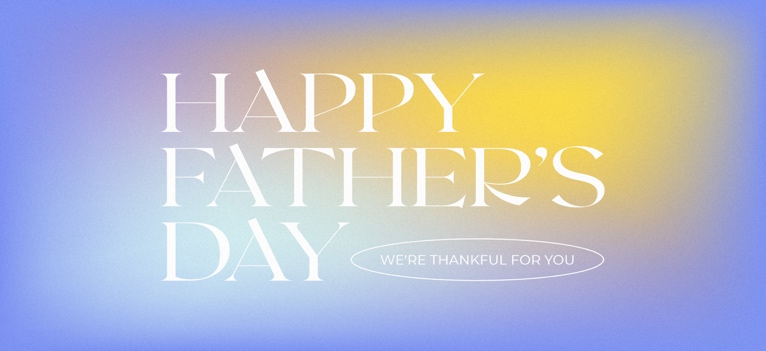 HAPPY
FATHER’S
DAY
WE'RE THANKFUL FOR YOU